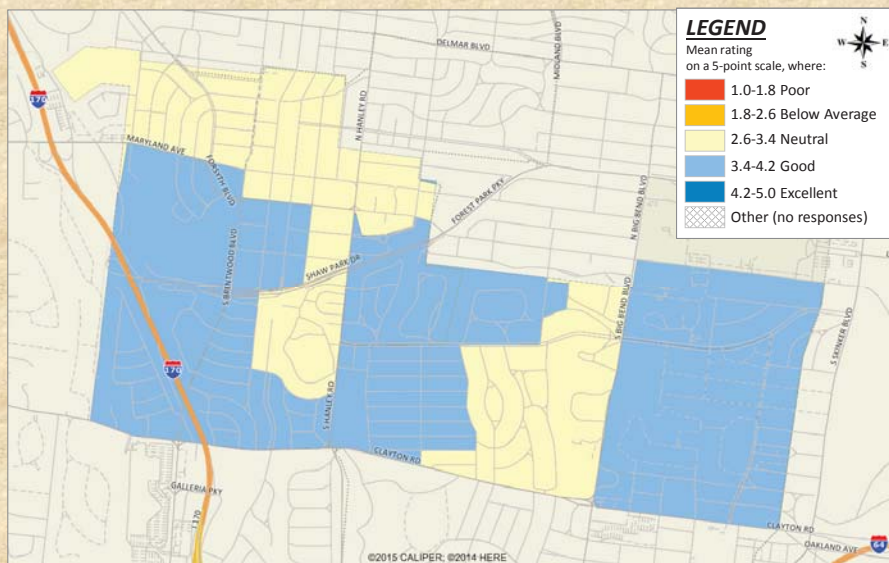 LEGEND
Mean rating
on a 5-point scale, where:
1.0-1.8 Poor
1.8-2.6 Below Average
2.6-3.4 Neutral
3.4-4.2 Good
4.2-5.0 Excellent
Other (no responses)
N
W
E
S
DELMAR BLVD
MIDLAND BLVD
170
N HANLEY RD
MARYLAND AVE
FORSYTH BLVD
FOREST PARK PKY
N BIG BEND BLVD
SHAW PARK DR
S BRINTWOOD BLVD
S BIG BEND BLVD
S SKINKER BLVD
170
S HANLEY RD
CLAYTON RD
GALLERIA PKY
I 170
CLAYTON RD
OAKLAND AVE
64
©2015 CALIPER; ©2014 HERE